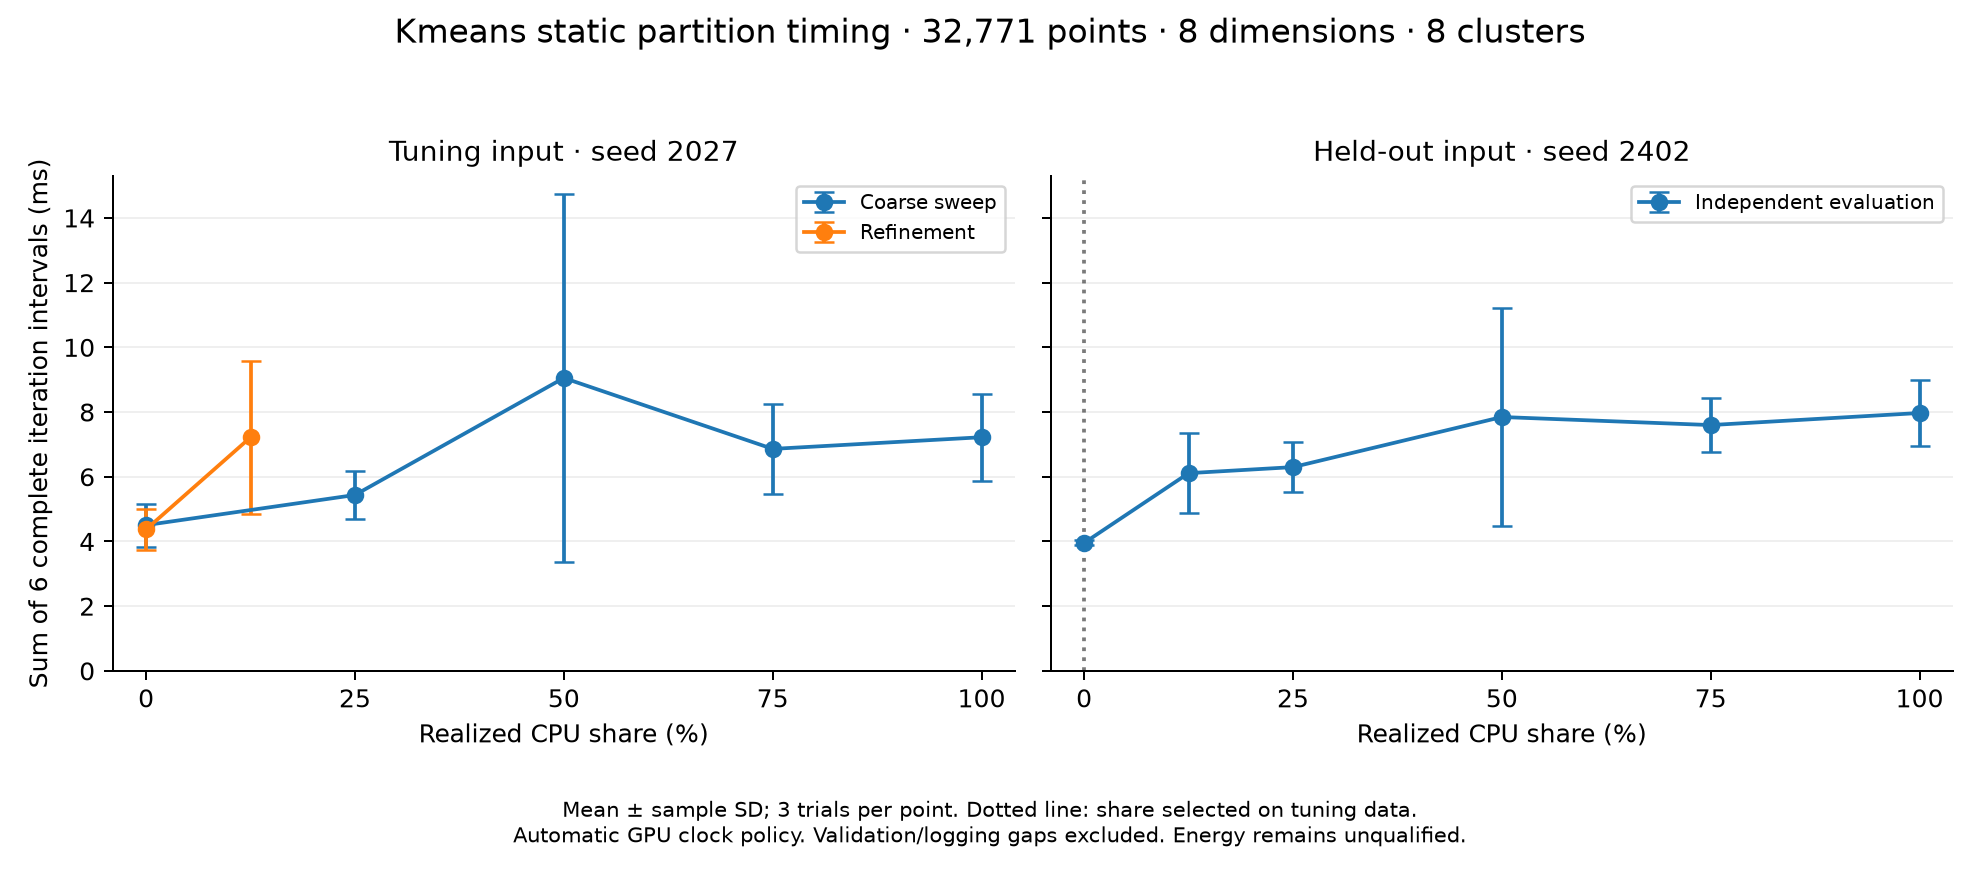 Kmeans static partition timing · 32,771 points · 8 dimensions · 8 clusters
Tuning input · seed 2027
Held-out input · seed 2402
Sum of 6 complete iteration intervals (ms)
14
12
10
8
6
4
2
0
Coarse sweep
Refinement
Independent evaluation
0 25 50 75 100
0 25 50 75 100
Realized CPU share (%)
Realized CPU share (%)
Mean ± sample SD; 3 trials per point. Dotted line: share selected on tuning data.
Automatic GPU clock policy. Validation/logging gaps excluded. Energy remains unqualified.